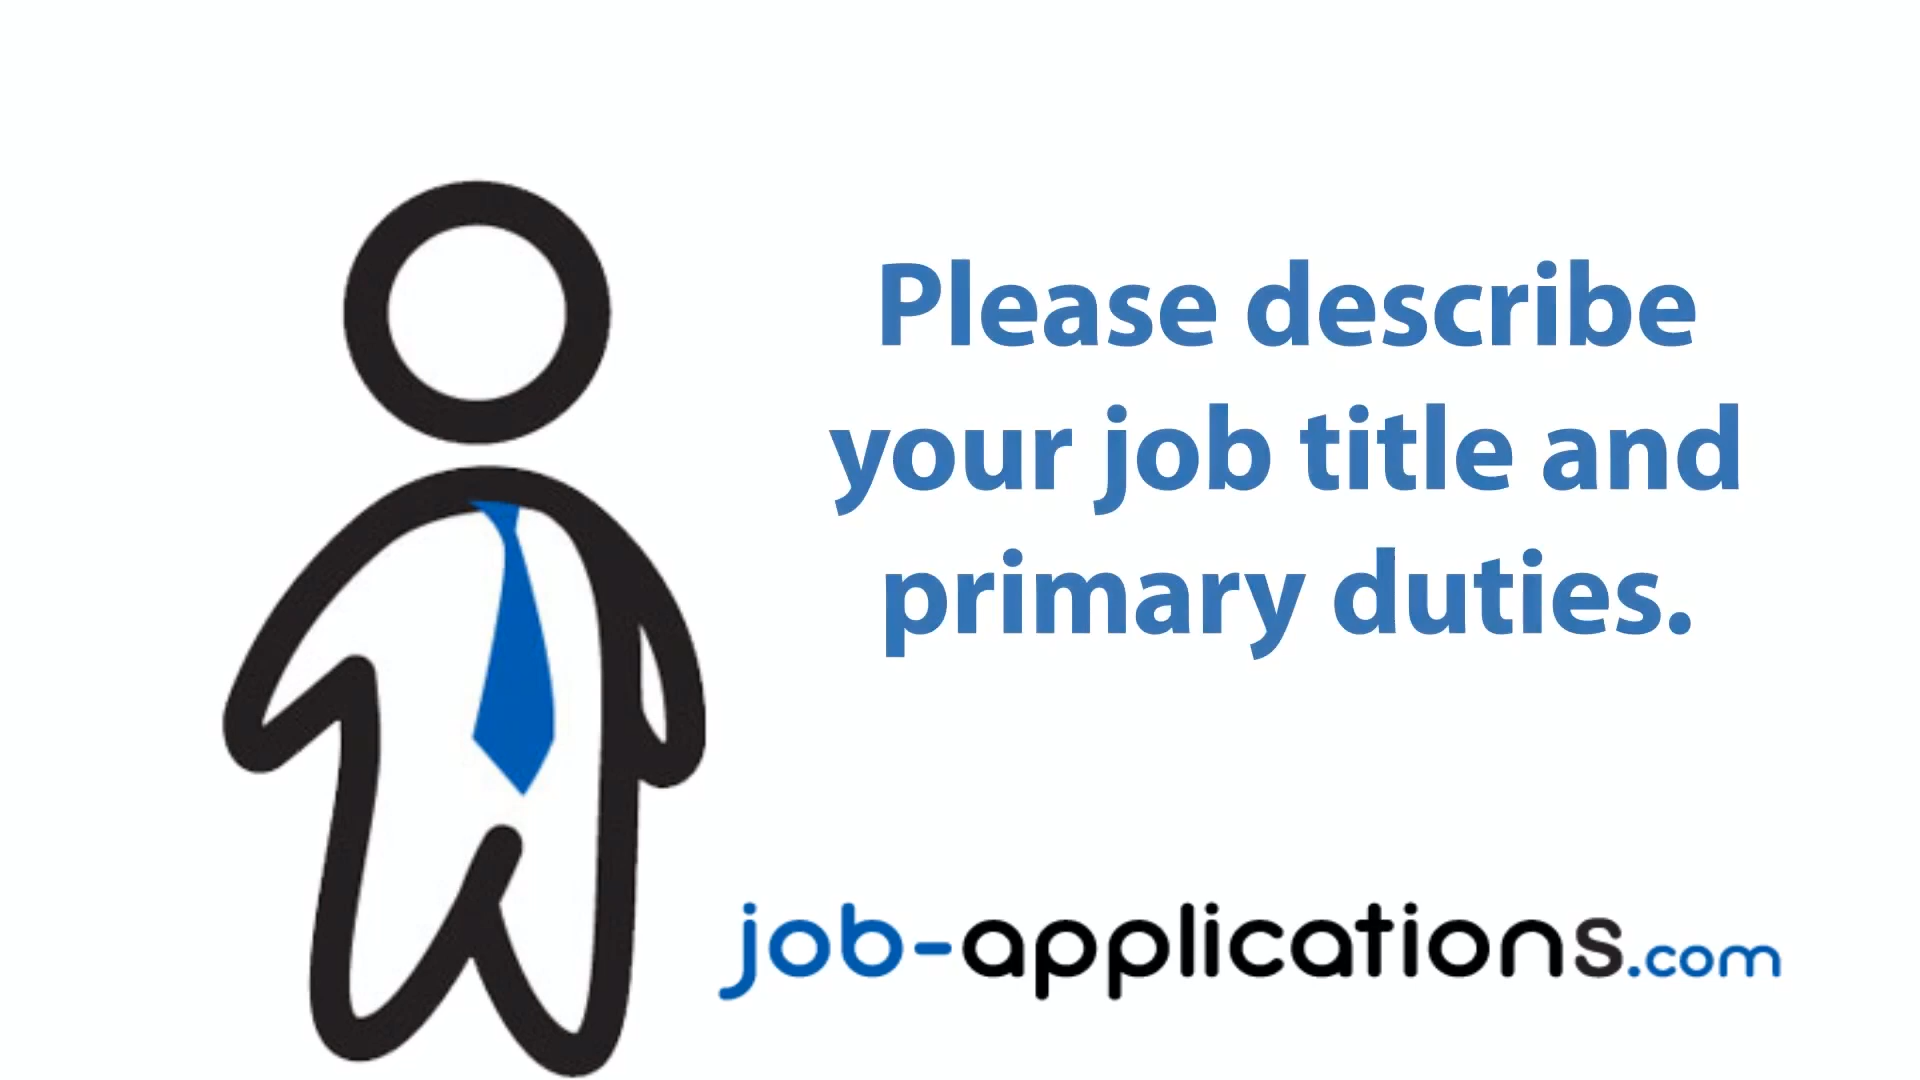 Please describe
your job title and
primary duties.
job-applications.com